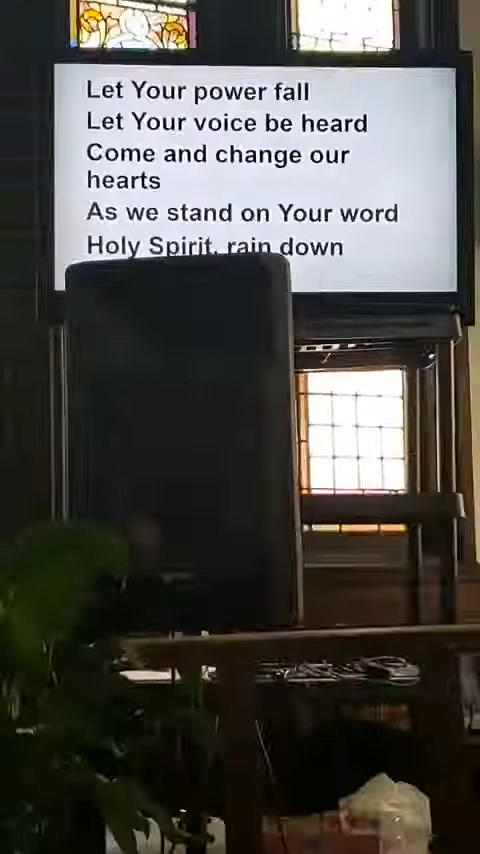 Let Your power fall
Let Your voice be heard
Come and change our
hearts
As we stand on Your word
Holy Spirit, rain down